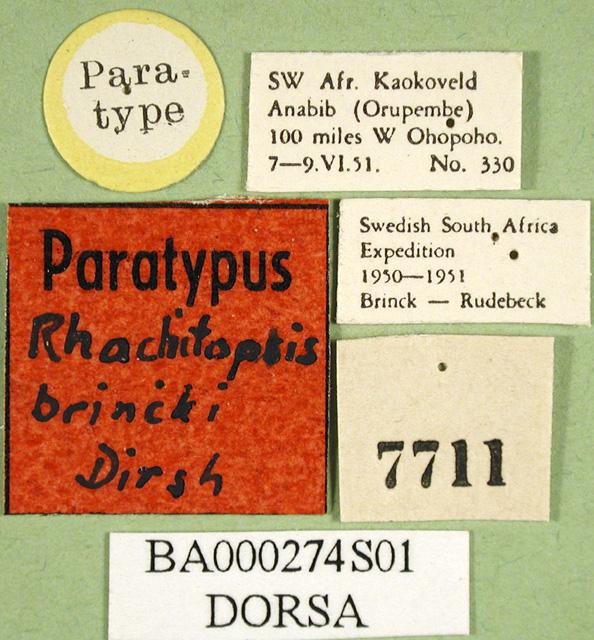 Para-
type
SW Afr. Kaokoveld
Anabib (Orupembe)
100 miles W Ohopoho.
7—9.VI.51. No. 330
Paratypus
Rhachitopsis
brincki
Dirsh
Swedish South Africa
Expedition
1950—1951
Brinck — Rudebeck
7711
BA000274S01
DORSA